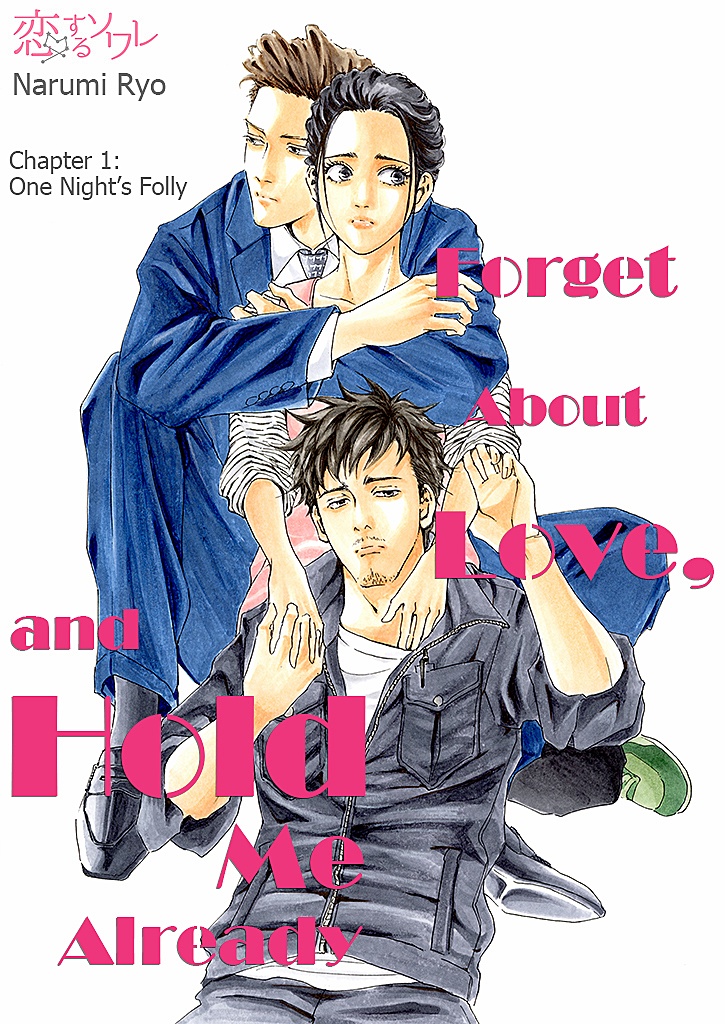 恋するソワレ
Narumi Ryo
Chapter 1:
One Night's Folly
Forget
About
Love,
and
Hold
Me
Already